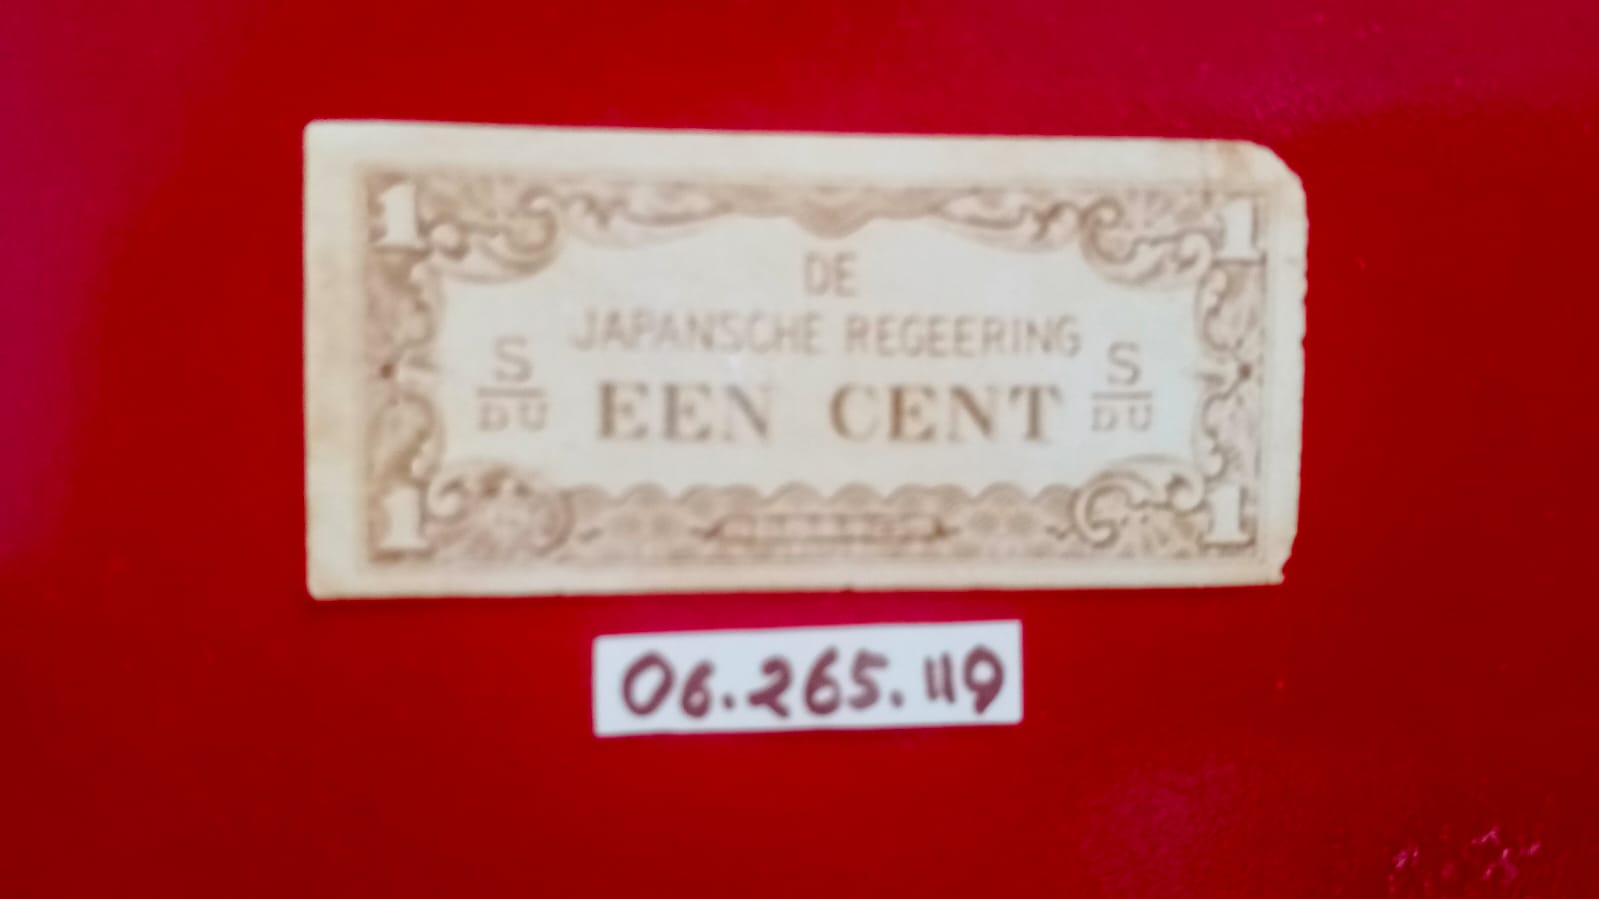 1 1
DE
JAPANSCHE REGEERING
S S
DU EEN CENT DU
1 1
06.265.119